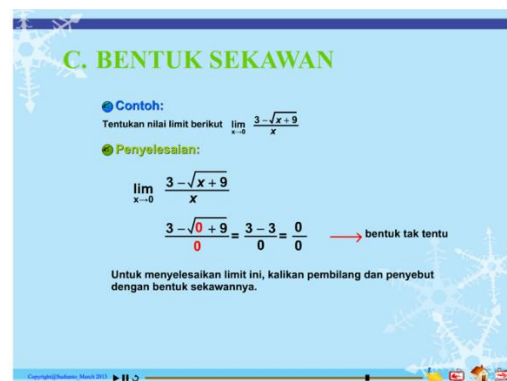 C. BENTUK SEKAWAN
Contoh:
Tentukan nilai limit berikut lim x→0 (3 − √x + 9) / x
Penyelesaian:
lim x→0 (3 − √x + 9) / x
(3 − √0 + 9) / 0 = (3 − 3) / 0 = 0 / 0 → bentuk tak tentu
Untuk menyelesaikan limit ini, kalikan pembilang dan penyebut
dengan bentuk sekawannya.
Copyright@Sudianto_March 2013